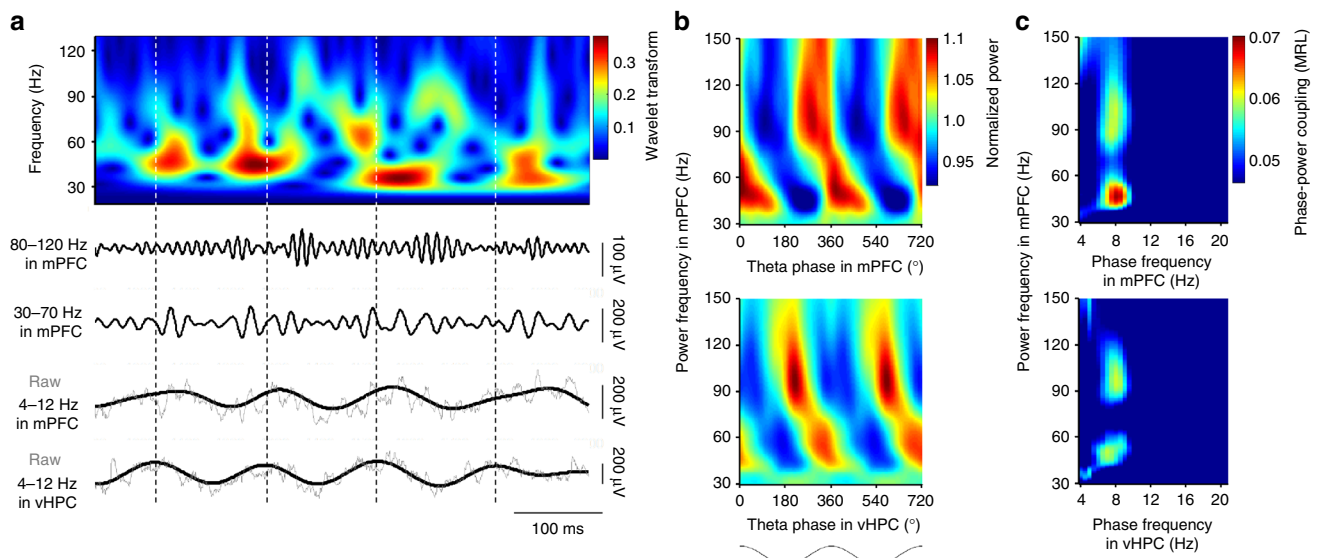 a
Frequency (Hz)
120
90
60
30
0.3
0.2
0.1
Wavelet transform
80–120 Hz
in mPFC
100 µV
30–70 Hz
in mPFC
200 µV
Raw
4–12 Hz
in mPFC
200 µV
Raw
4–12 Hz
in vHPC
200 µV
100 ms
b
Power frequency in mPFC (Hz)
150
120
90
60
30
0 180 360 540 720
Theta phase in mPFC (°)
1.1
1.05
1.0
0.95
Normalized power
150
120
90
60
30
0 180 360 540 720
Theta phase in vHPC (°)
c
Power frequency in mPFC (Hz)
150
120
90
60
30
4 8 12 16 20
Phase frequency
in mPFC (Hz)
0.07
0.06
0.05
Phase-power coupling (MRL)
150
120
90
60
30
4 8 12 16 20
Phase frequency
in vHPC (Hz)